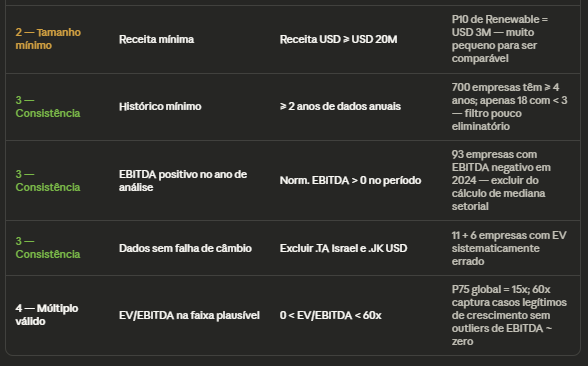 2 — Tamanho mínimo
Receita mínima
Receita USD ≥ USD 20M
P10 de Renewable =
USD 3M — muito
pequeno para ser
comparável
3 —
Consistência
Histórico mínimo
≥ 2 anos de dados anuais
700 empresas têm ≥ 4
anos; apenas 18 com < 3
— filtro pouco
eliminatório
3 —
Consistência
EBITDA positivo no ano de
análise
Norm. EBITDA > 0 no período
93 empresas com
EBITDA negativo em
2024 — excluir do
cálculo de mediana
setorial
3 —
Consistência
Dados sem falha de câmbio
Excluir .TA Israel e .JK USD
11 + 6 empresas com EV
sistematicamente
errado
4 — Múltiplo
válido
EV/EBITDA na faixa plausível
0 < EV/EBITDA < 60x
P75 global = 15x; 60x
captura casos legítimos
de crescimento sem
outliers de EBITDA ~
zero